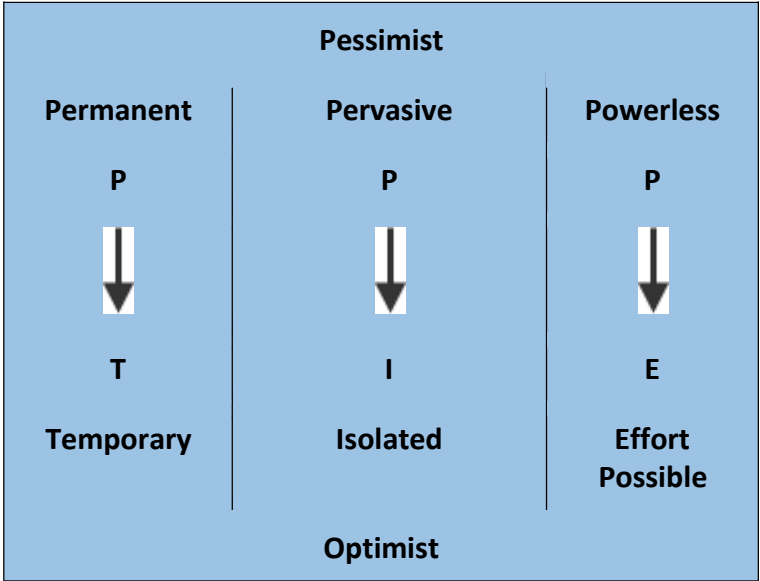 Pessimist
Permanent Pervasive Powerless
P P P
T I E
Temporary Isolated Effort
Possible
Optimist